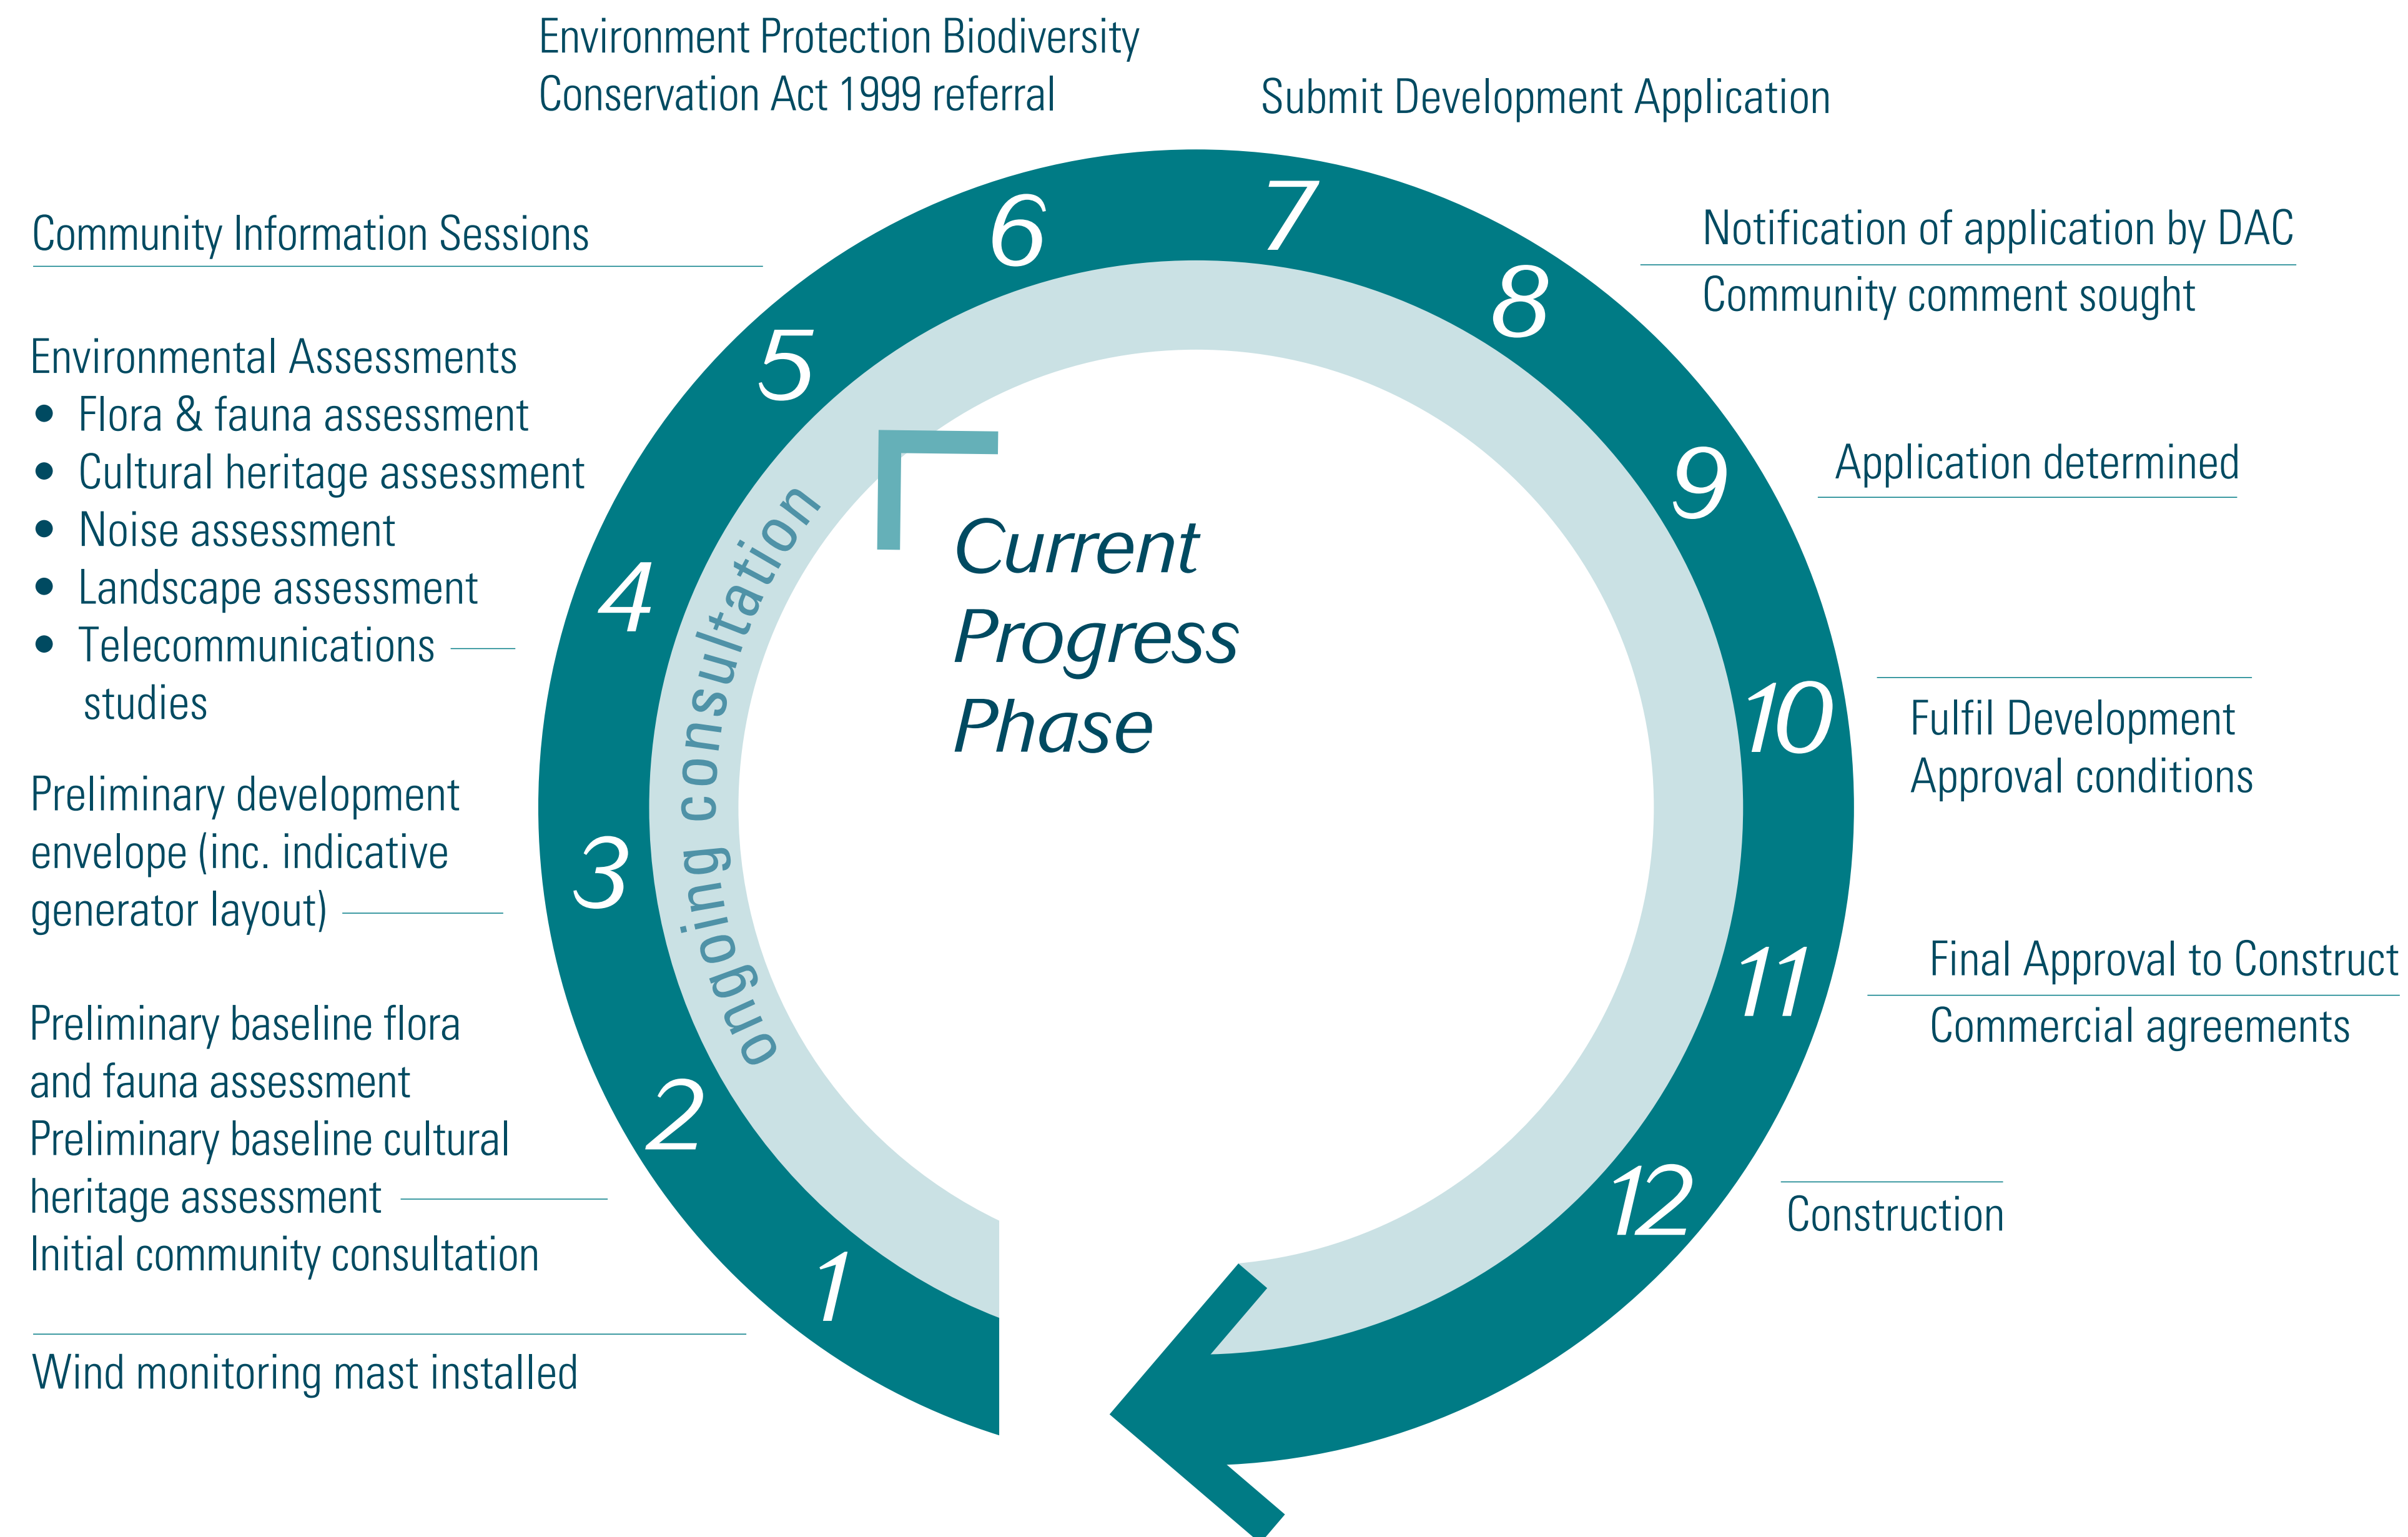 Environment Protection Biodiversity
Conservation Act 1999 referral
Submit Development Application
Community Information Sessions
Notification of application by DAC
Community comment sought
Environmental Assessments
• Flora & fauna assessment
• Cultural heritage assessment
• Noise assessment
• Landscape assessment
• Telecommunications
studies
Application determined
Preliminary development
envelope (inc. indicative
generator layout)
Fulfil Development
Approval conditions
Preliminary baseline flora
and fauna assessment
Preliminary baseline cultural
heritage assessment
Initial community consultation
Final Approval to Construct
Commercial agreements
Wind monitoring mast installed
Construction
1
2
3
4
5
6
7
8
9
10
11
12
ongoing consultation
Current
Progress
Phase